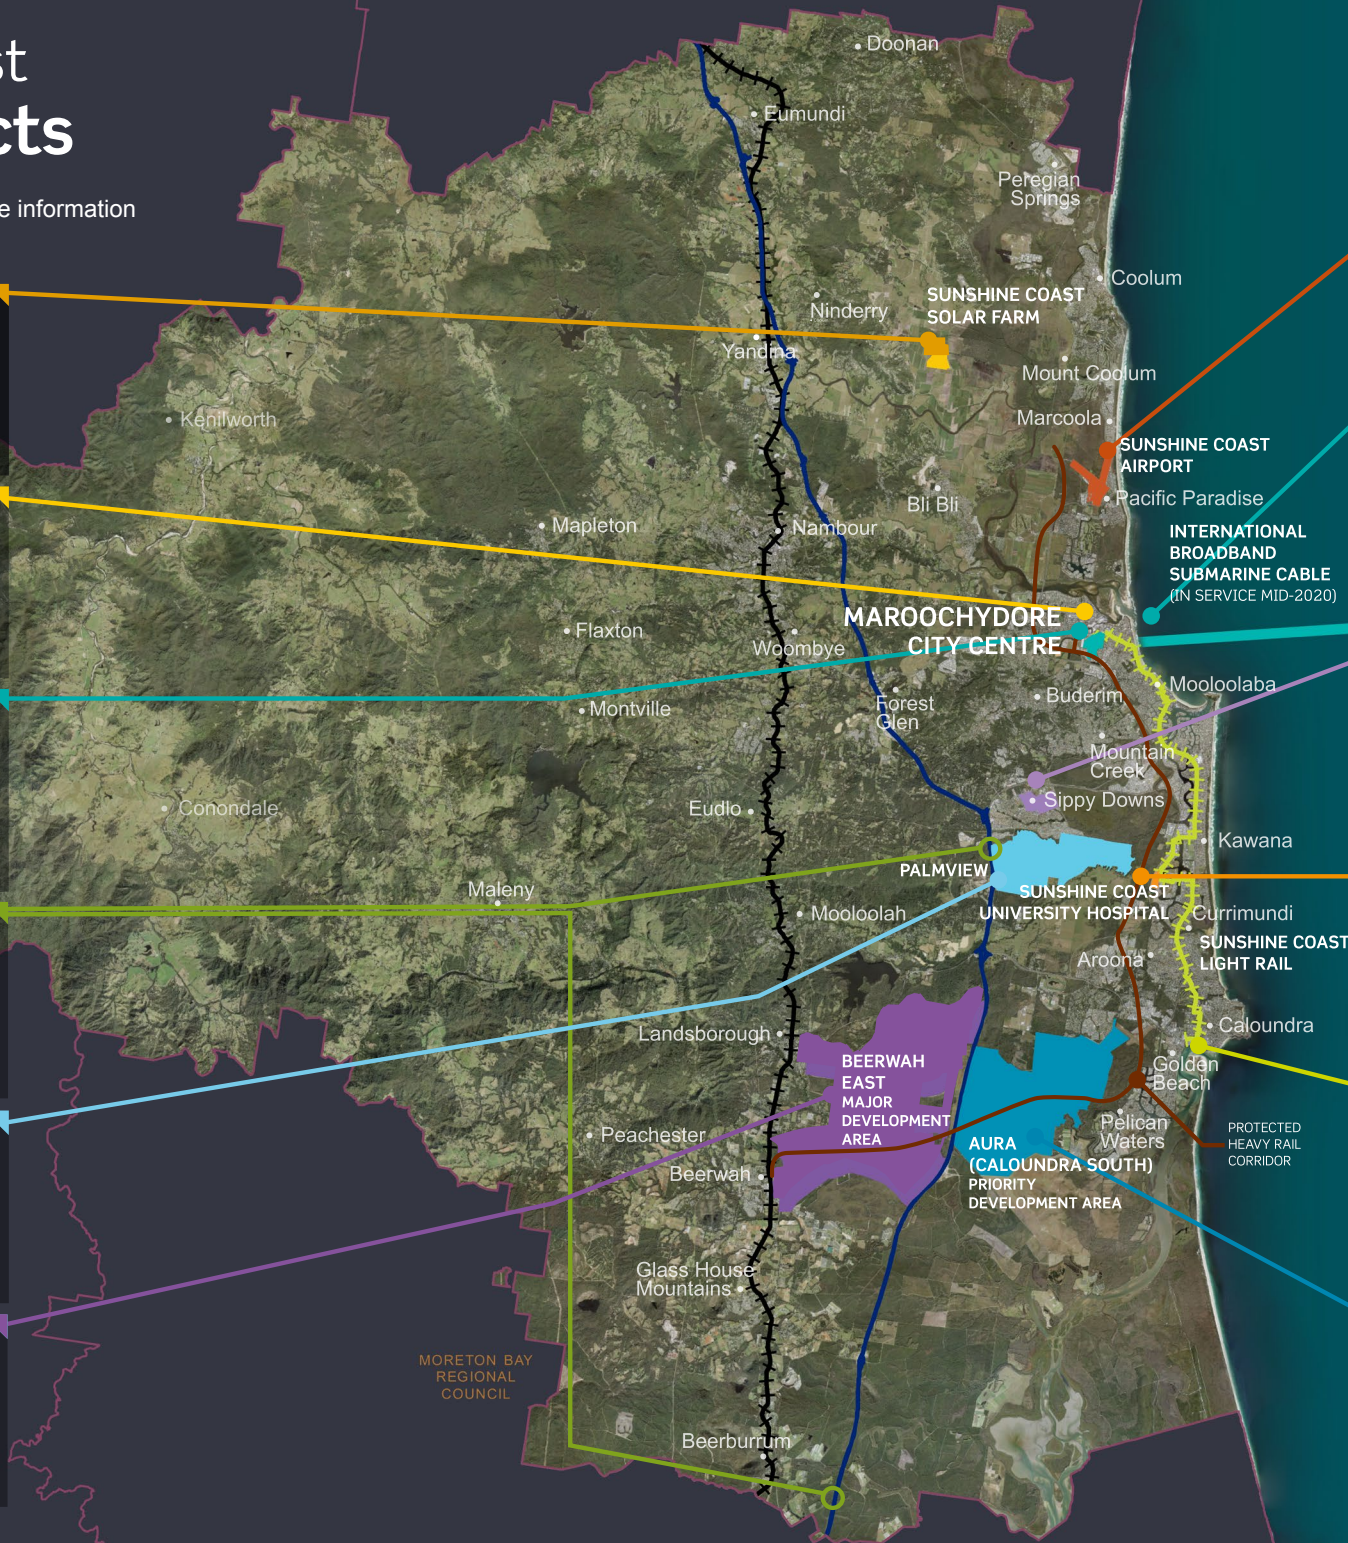 st
cts
e information
Doonan
Eumundi
Peregian
Springs
Coolum
SUNSHINE COAST
SOLAR FARM
Ninderry
Yandina
Mount Coolum
Marcoola
Kenilworth
SUNSHINE COAST
AIRPORT
Pacific Paradise
Bli Bli
Mapleton
Nambour
INTERNATIONAL
BROADBAND
SUBMARINE CABLE
(IN SERVICE MID-2020)
MAROOCHYDORE
CITY CENTRE
Flaxton
Woombye
Mooloolaba
Buderim
Forest
Glen
Montville
Mountain
Creek
Sippy Downs
Conondale
Eudlo
Kawana
PALMVIEW
Maleny
SUNSHINE COAST
UNIVERSITY HOSPITAL
Mooloolah
Currimundi
SUNSHINE COAST
LIGHT RAIL
Aroona
Landsborough
Caloundra
BEERWAH
EAST
MAJOR
DEVELOPMENT
AREA
Golden
Beach
Pelican
Waters
PROTECTED
HEAVY RAIL
CORRIDOR
Peachester
AURA
(CALOUNDRA SOUTH)
PRIORITY
DEVELOPMENT AREA
Beerwah
Glass House
Mountains
MORETON BAY
REGIONAL
COUNCIL
Beerburrum